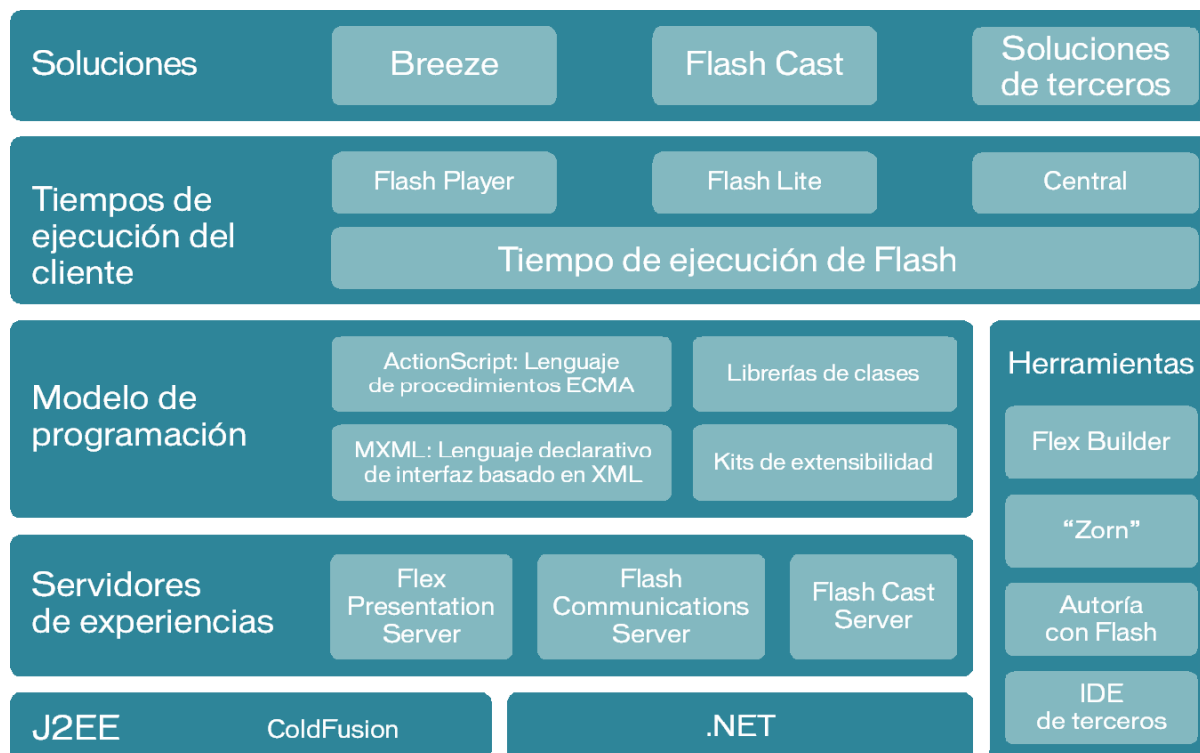 Soluciones
Breeze
Flash Cast
Soluciones
de terceros
Tiempos de
ejecución del
cliente
Flash Player
Flash Lite
Central
Tiempo de ejecución de Flash
Modelo de
programación
ActionScript: Lenguaje
de procedimientos ECMA
Librerías de clases
MXML: Lenguaje declarativo
de interfaz basado en XML
Kits de extensibilidad
Servidores
de experiencias
Flex
Presentation
Server
Flash
Communications
Server
Flash Cast
Server
J2EE
ColdFusion
.NET
Herramientas
Flex Builder
“Zorn”
Autoría
con Flash
IDE
de terceros